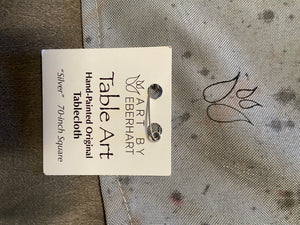 ART BY
EBERHART
Table Art
Hand-Painted Original
Tablecloth
"Silver" 70-inch Square